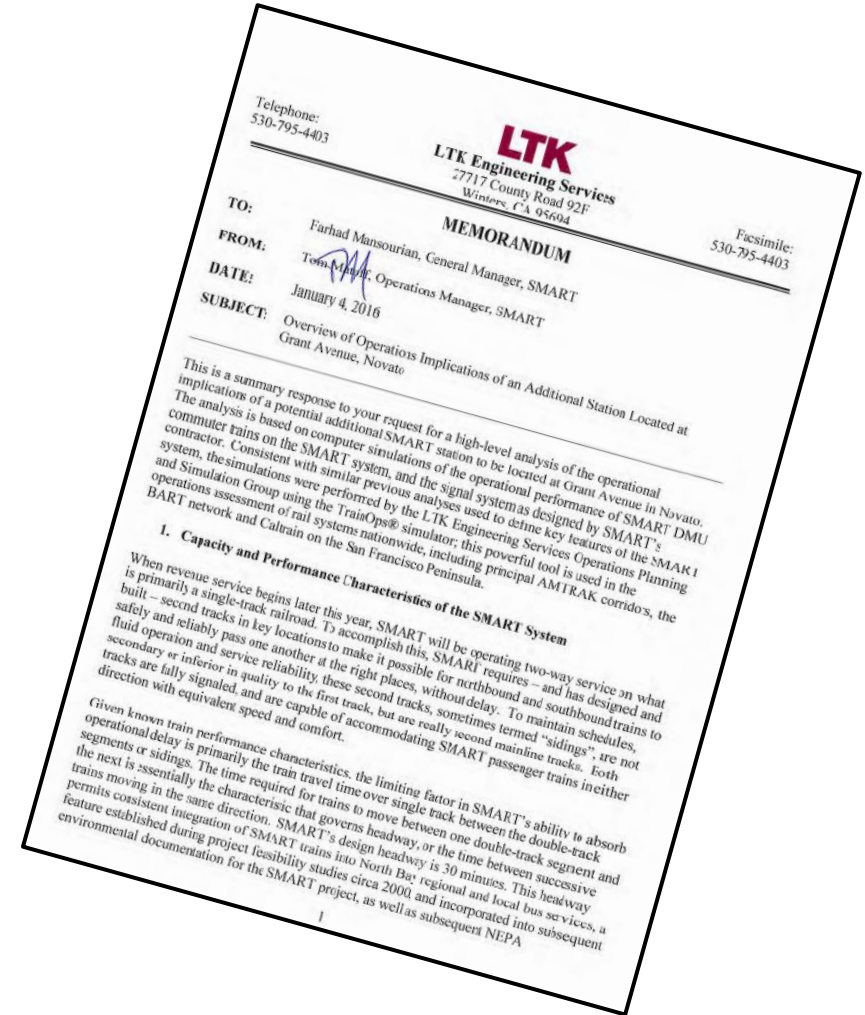 Telephone:
530-795-4403
LTK
LTK Engineering Services
27717 County Road 92F
Winters, CA 95694
Facsimile:
530-795-4403
MEMORANDUM
TO: Farhad Mansourian, General Manager, SMART
FROM: Tom , Operations Manager, SMART
DATE: January 4, 2016
SUBJECT: Overview of Operations Implications of an Additional Station Located at
Grant Avenue, Novato
This is a summary response to your request for a high-level analysis of the operational
implications of a potential additional SMART station to be located at Grant Avenue in Novato.
The analysis is based on computer simulations of the operational performance of SMART DMU
commuter trains on the SMART system, and the signal system as designed by SMART's
contractor. Consistent with similar previous analyses used to define key features of the SMART
system, the simulations were performed by the LTK Engineering Services Operations Planning
and Simulation Group using the TrainOps® simulator; this powerful tool is used in the
operations assessment of rail systems nationwide, including principal AMTRAK corridors, the
BART network and Caltrain on the San Francisco Peninsula.
1. Capacity and Performance Characteristics of the SMART System
When revenue service begins later this year, SMART will be operating two-way service on what
is primarily a single-track railroad. To accomplish this, SMART requires – and has designed and
built – second tracks in key locations to make it possible for northbound and southbound trains to
safely and reliably pass one another at the right places, without delay. To maintain schedules,
fluid operation and service reliability, these second tracks, sometimes termed "sidings", are not
secondary or inferior in quality to the first track, but are really second mainline tracks. Both
tracks are fully signaled, and are capable of accommodating SMART passenger trains in either
direction with equivalent speed and comfort.
Given known train performance characteristics, the limiting factor in SMART's ability to absorb
operational delay is primarily the train travel time over single track between the double-track
segments or sidings. The time required for trains to move between one double-track segment and
the next is essentially the characteristic that governs headway, or the time between successive
trains moving in the same direction. SMART's design headway is 30 minutes. This headway
permits consistent integration of SMART trains into North Bay regional and local bus services, a
feature established during project feasibility studies circa 2000, and incorporated into subsequent
environmental documentation for the SMART project, as well as subsequent NEPA
1